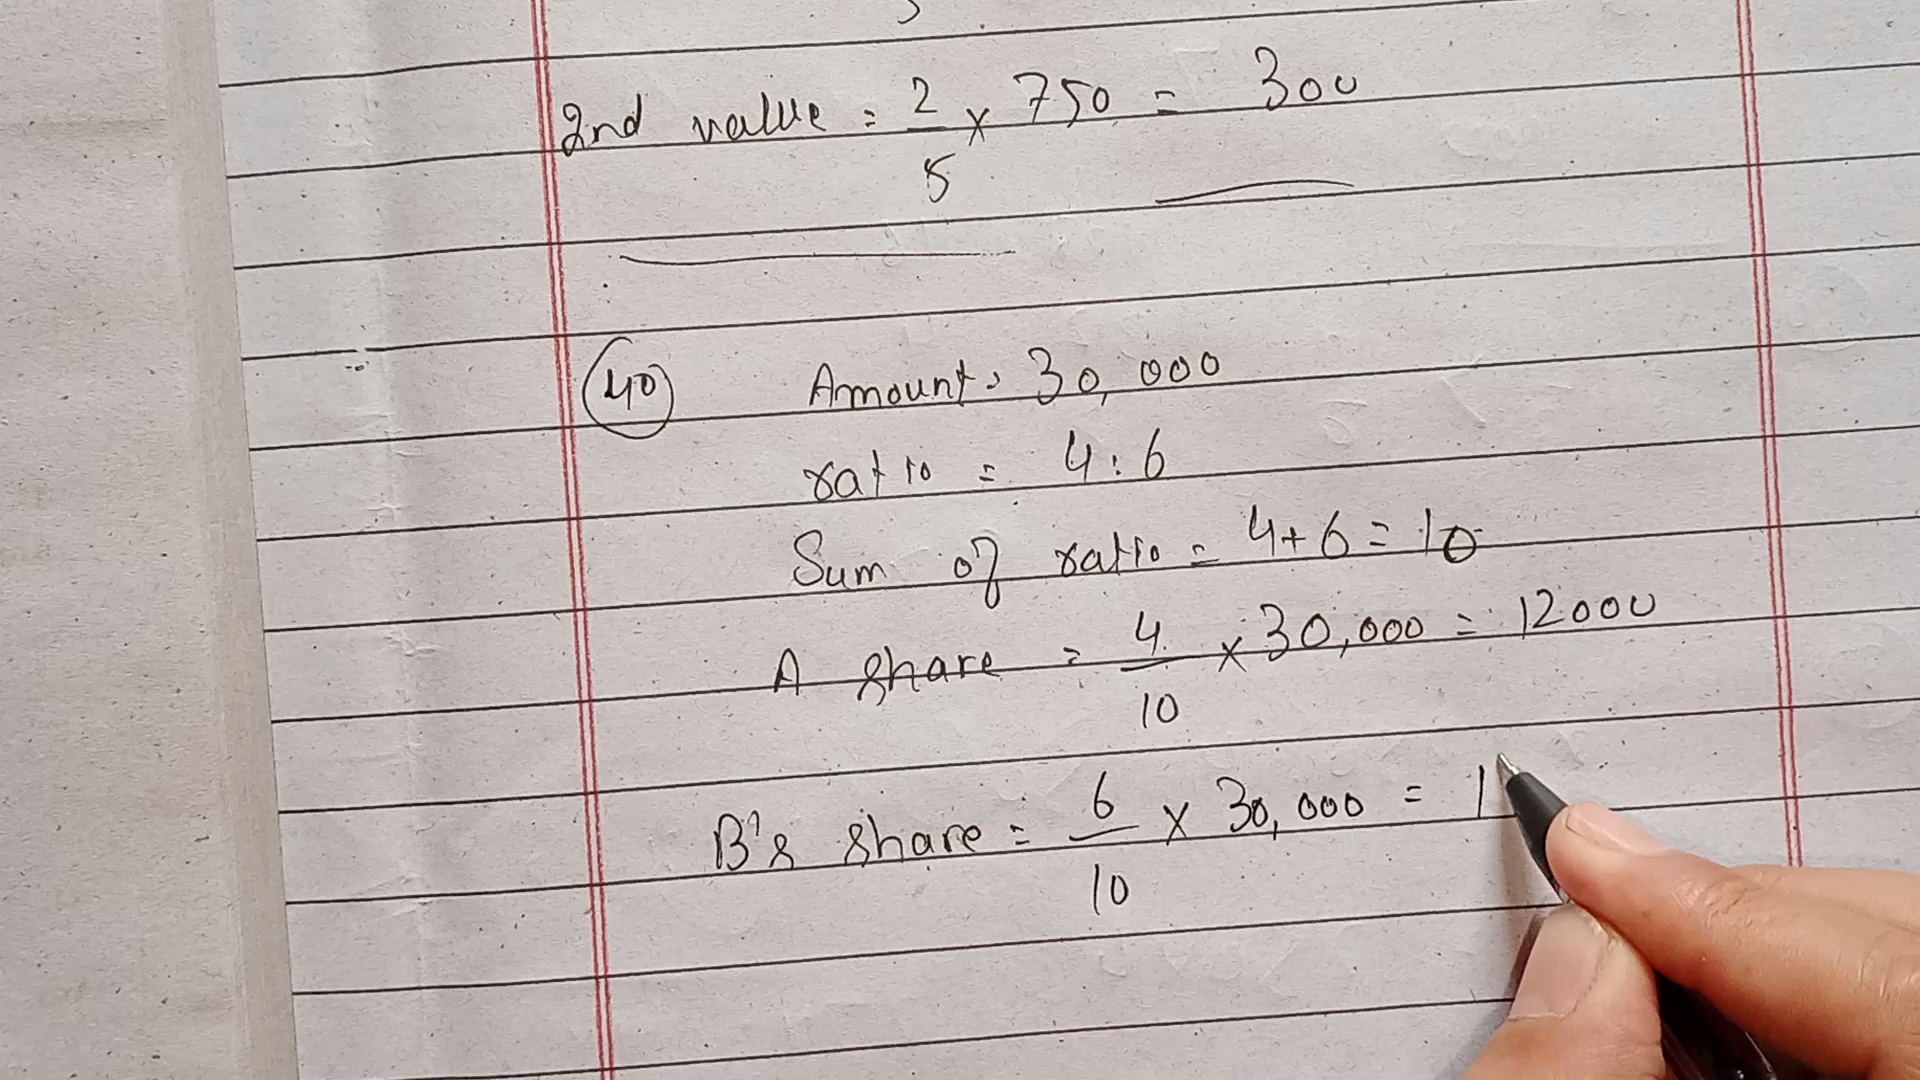 2nd value = 2/5 × 750 = 300
40 Amount = 30,000
ratio = 4:6
Sum of ratio = 4+6=10
A share = 4/10 × 30,000 = 12000
B's share = 6/10 × 30,000 = 1